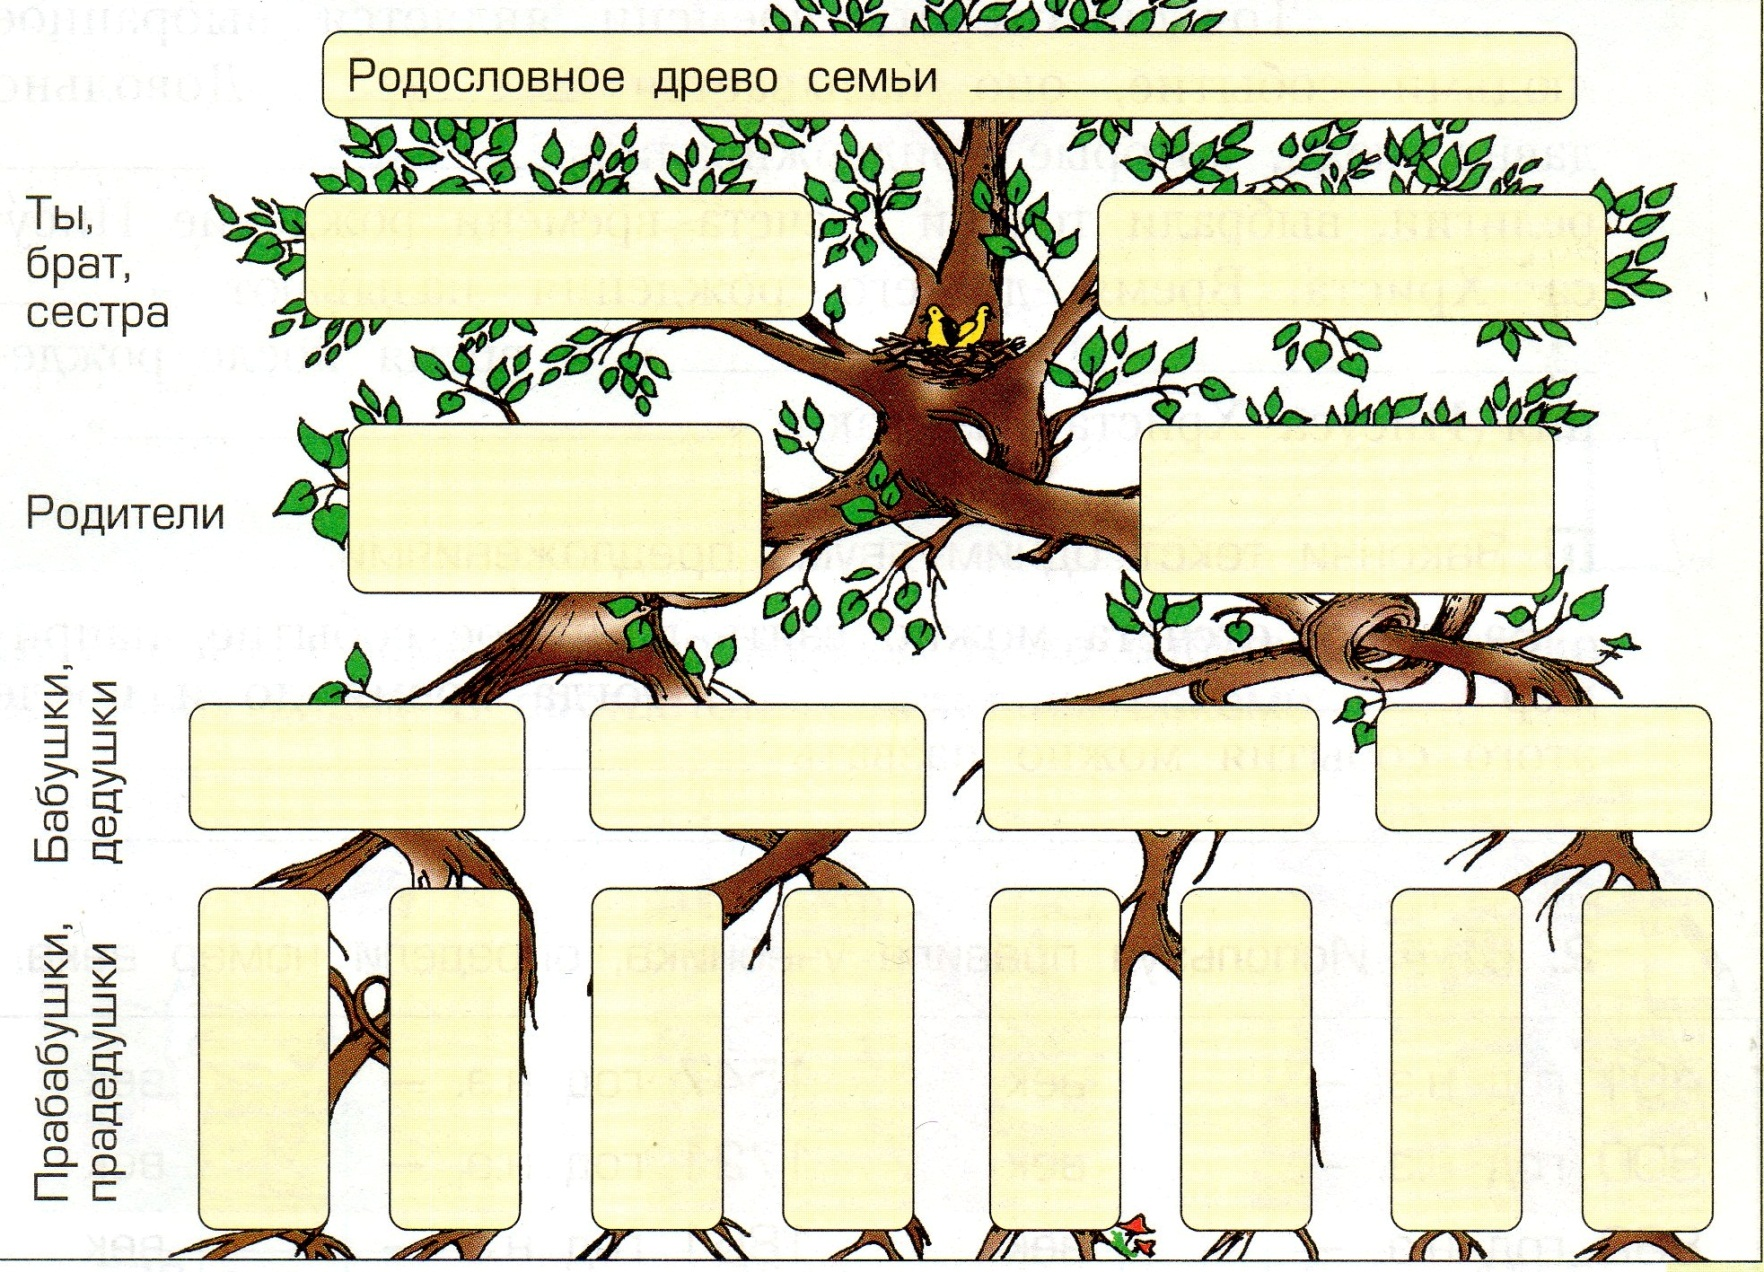 Родословное древо семьи
Ты,
брат,
сестра
Родители
Бабушки,
дедушки
Прабабушки,
прадедушки